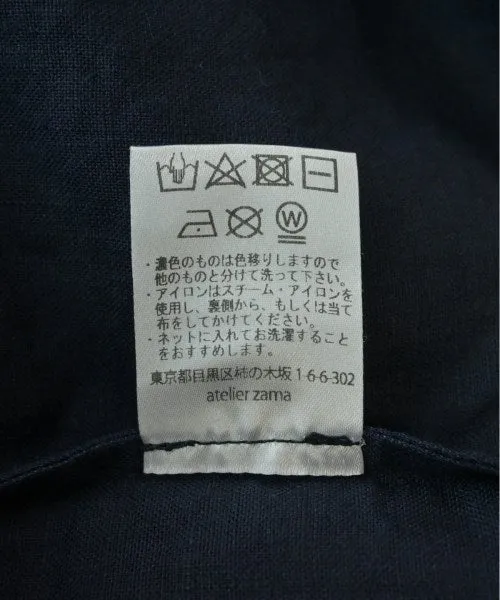 W
・濃色のものは色移りしますので
他のものと分けて洗って下さい。
・アイロンはスチーム・アイロンを
使用し、裏側から、もしくは当て
布をしてかけてください。
・ネットに入れてお洗濯すること
をおすすめします。
東京都目黒区柿の木坂 1-6-6-302
atelier zama